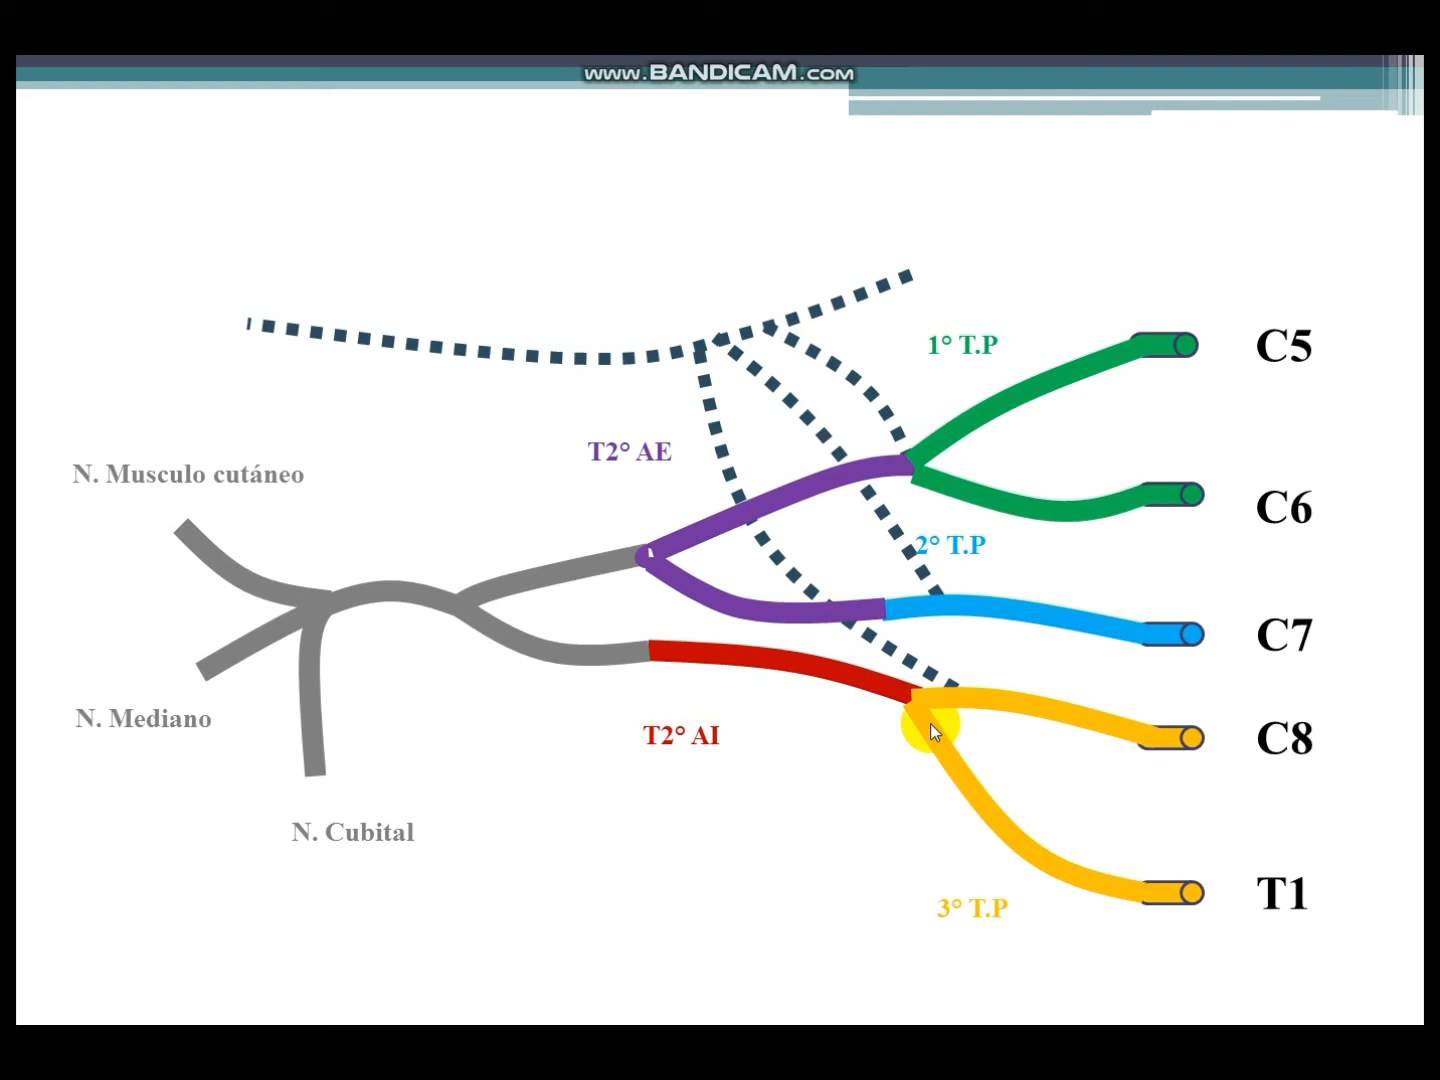 www.BANDICAM.com
1° T.P
C5
T2° AE
N. Musculo cutáneo
C6
2° T.P
C7
N. Mediano
T2° AI
C8
N. Cubital
3° T.P
T1